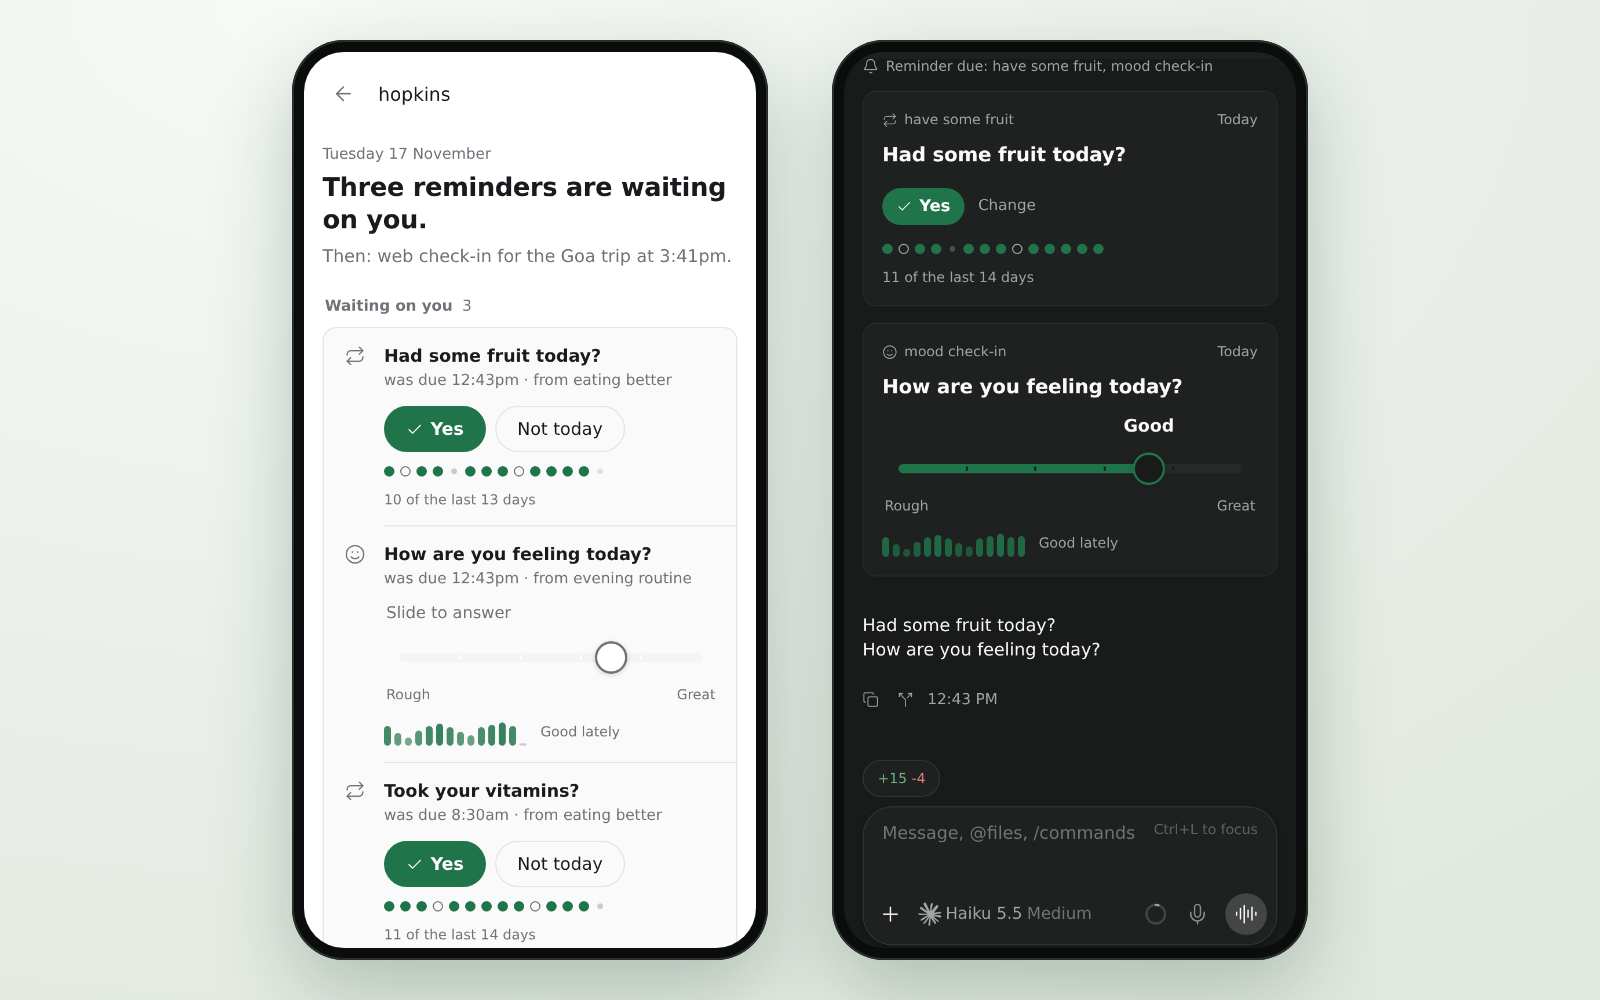 hopkins
Tuesday 17 November
Three reminders are waiting
on you.
Then: web check-in for the Goa trip at 3:41pm.
Waiting on you 3
Had some fruit today?
was due 12:43pm · from eating better
Yes Not today
10 of the last 13 days
How are you feeling today?
was due 12:43pm · from evening routine
Slide to answer
Rough Great
Good lately
Took your vitamins?
was due 8:30am · from eating better
Yes Not today
11 of the last 14 days
Reminder due: have some fruit, mood check-in
have some fruit Today
Had some fruit today?
Yes Change
11 of the last 14 days
mood check-in Today
How are you feeling today?
Good
Rough Great
Good lately
Had some fruit today?
How are you feeling today?
12:43 PM
+15 -4
Message, @files, /commands Ctrl+L to focus
Haiku 5.5 Medium